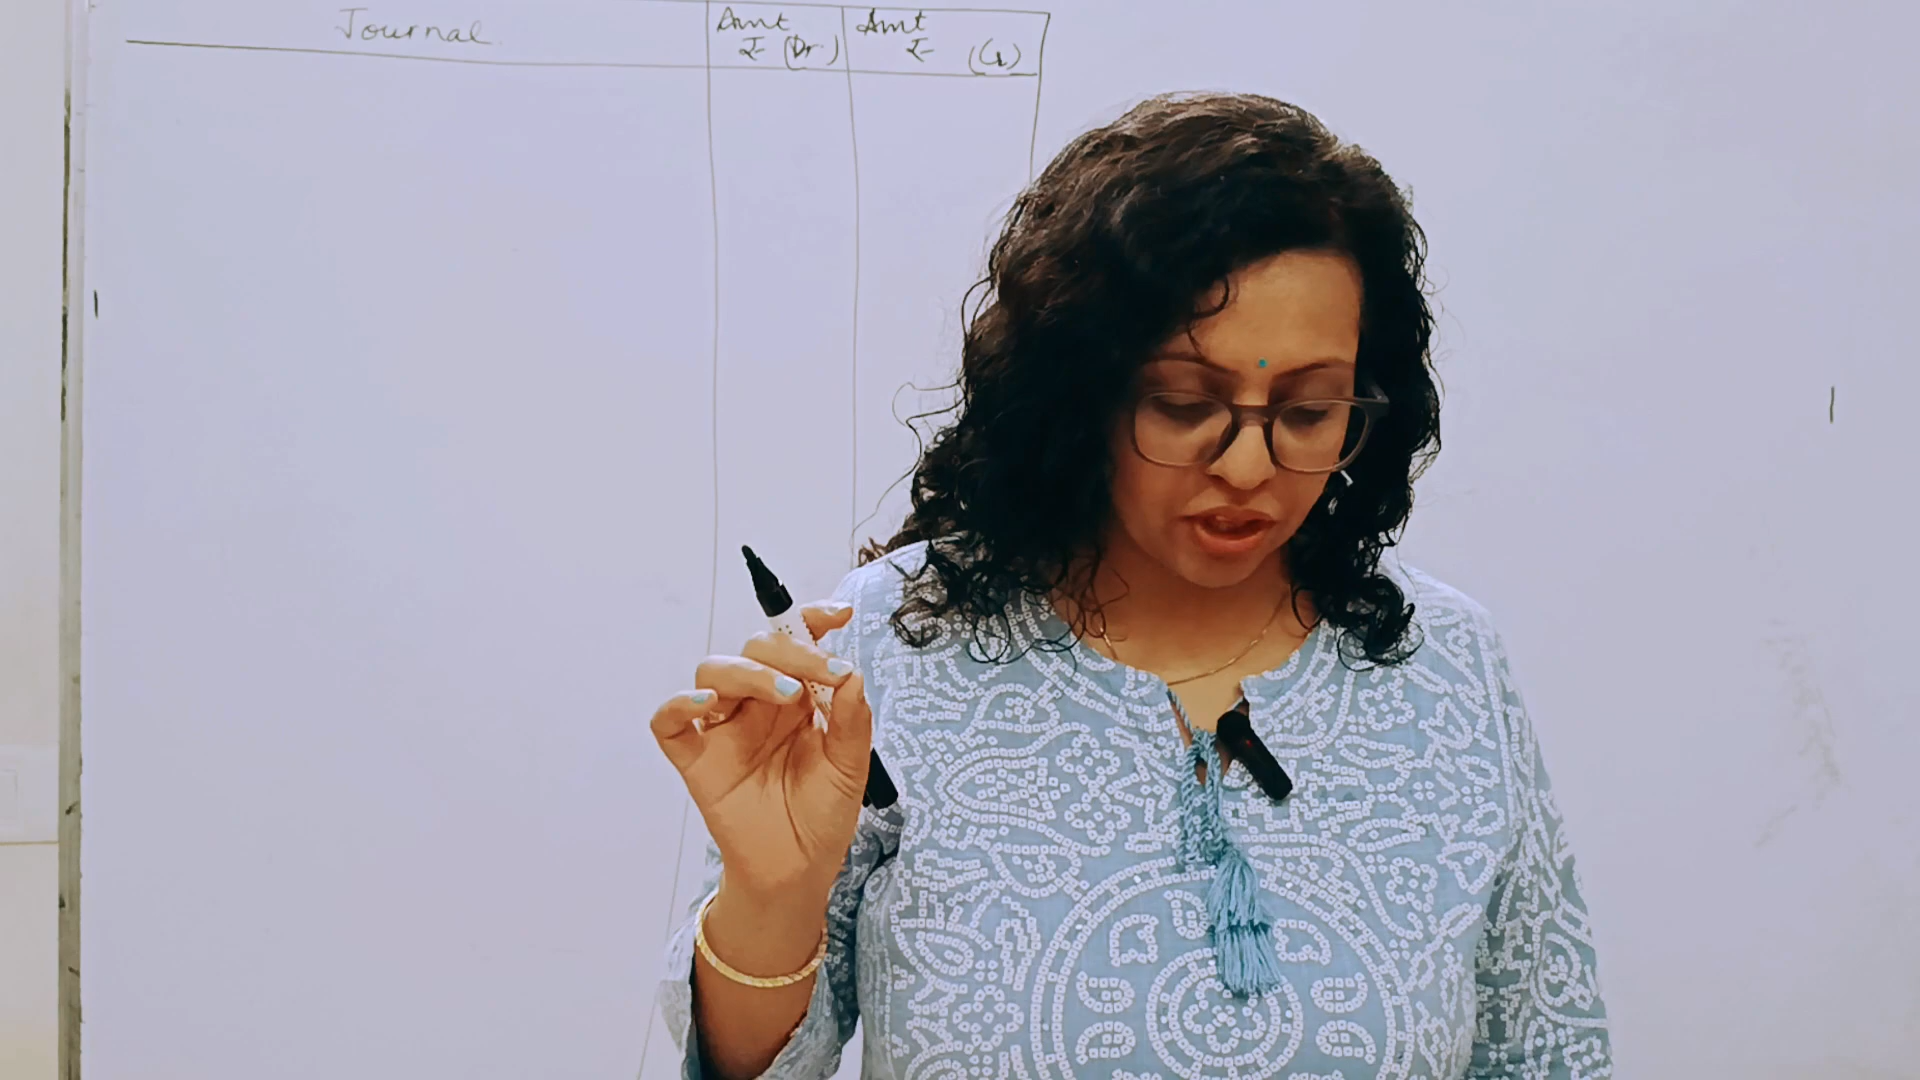 Journal
Amt
₹ (Dr.)
Amt
₹ (Cr)